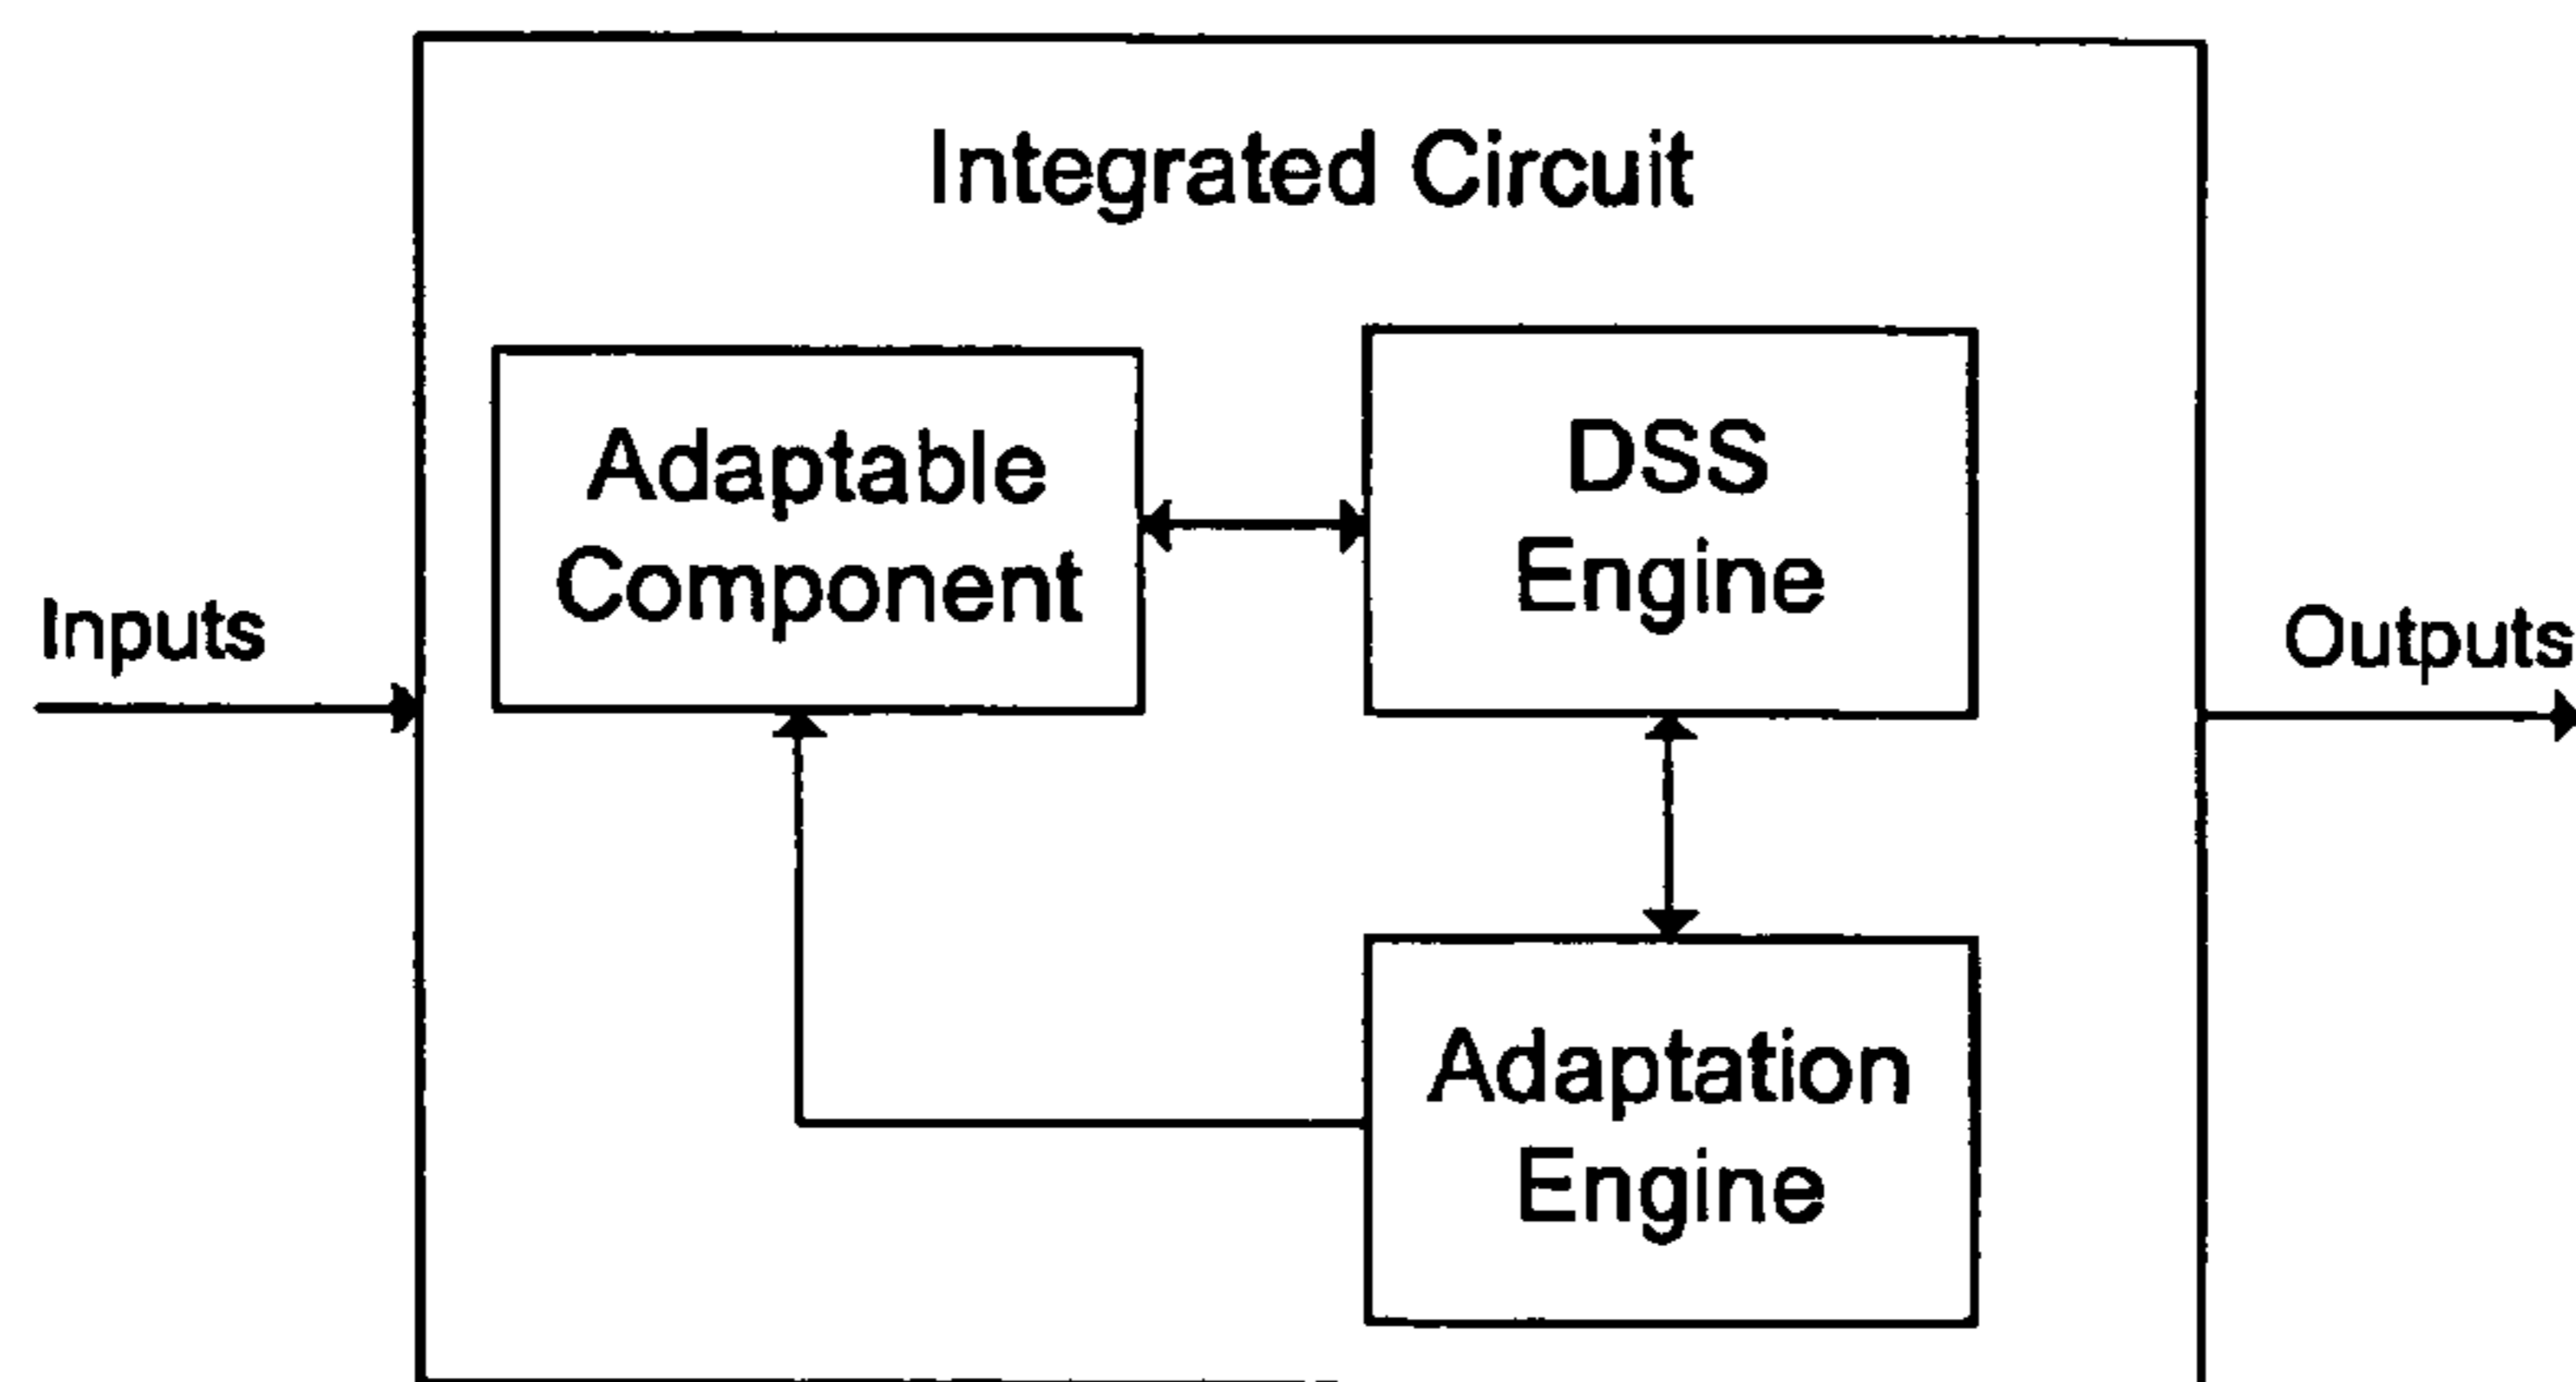 Integrated Circuit
Adaptable
Component
DSS
Engine
Inputs
Outputs
Adaptation
Engine